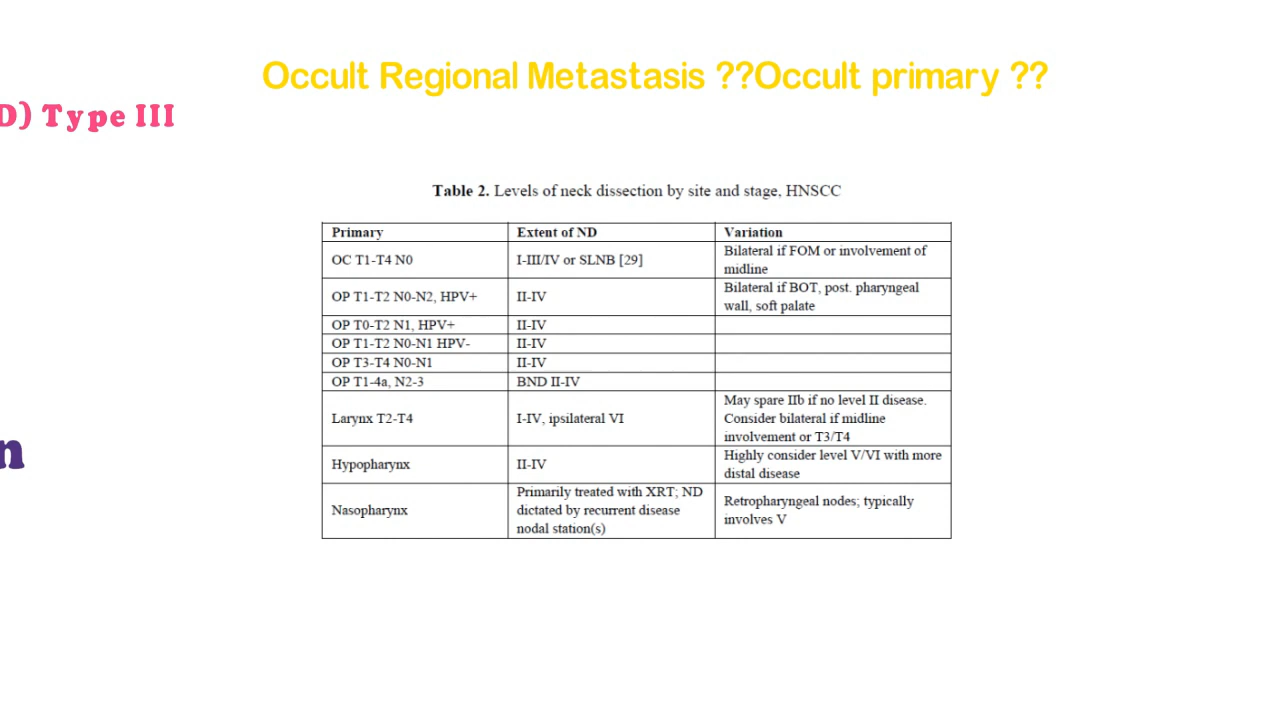 Occult Regional Metastasis ??Occult primary ??
D) Type III
Table 2. Levels of neck dissection by site and stage, HNSCC
Primary Extent of ND Variation
OC T1-T4 N0 I-III/IV or SLNB [29] Bilateral if FOM or involvement of
midline
OP T1-T2 N0-N2, HPV+ II-IV Bilateral if BOT, post. pharyngeal
wall, soft palate
OP T0-T2 N1, HPV+ II-IV
OP T1-T2 N0-N1 HPV- II-IV
OP T3-T4 N0-N1 II-IV
OP T1-4a, N2-3 BND II-IV
Larynx T2-T4 I-IV, ipsilateral VI May spare IIb if no level II disease.
Consider bilateral if midline
involvement or T3/T4
Hypopharynx II-IV Highly consider level V/VI with more
distal disease
Nasopharynx Primarily treated with XRT; ND
dictated by recurrent disease
nodal station(s) Retropharyngeal nodes; typically
involves V
n